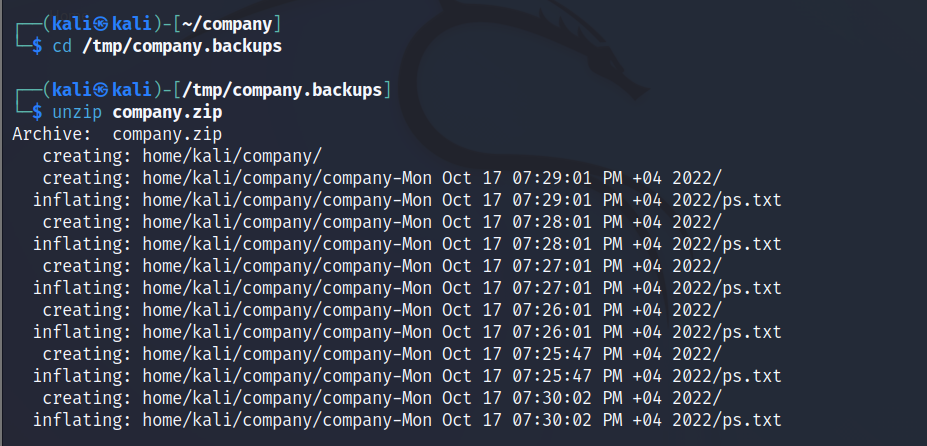 ┌──(kali㉿kali)-[~/company]
└─$ cd /tmp/company.backups
┌──(kali㉿kali)-[/tmp/company.backups]
└─$ unzip company.zip
Archive:  company.zip
   creating: home/kali/company/
   creating: home/kali/company/company-Mon Oct 17 07:29:01 PM +04 2022/
  inflating: home/kali/company/company-Mon Oct 17 07:29:01 PM +04 2022/ps.txt
   creating: home/kali/company/company-Mon Oct 17 07:28:01 PM +04 2022/
  inflating: home/kali/company/company-Mon Oct 17 07:28:01 PM +04 2022/ps.txt
   creating: home/kali/company/company-Mon Oct 17 07:27:01 PM +04 2022/
  inflating: home/kali/company/company-Mon Oct 17 07:27:01 PM +04 2022/ps.txt
   creating: home/kali/company/company-Mon Oct 17 07:26:01 PM +04 2022/
  inflating: home/kali/company/company-Mon Oct 17 07:26:01 PM +04 2022/ps.txt
   creating: home/kali/company/company-Mon Oct 17 07:25:47 PM +04 2022/
  inflating: home/kali/company/company-Mon Oct 17 07:25:47 PM +04 2022/ps.txt
   creating: home/kali/company/company-Mon Oct 17 07:30:02 PM +04 2022/
  inflating: home/kali/company/company-Mon Oct 17 07:30:02 PM +04 2022/ps.txt